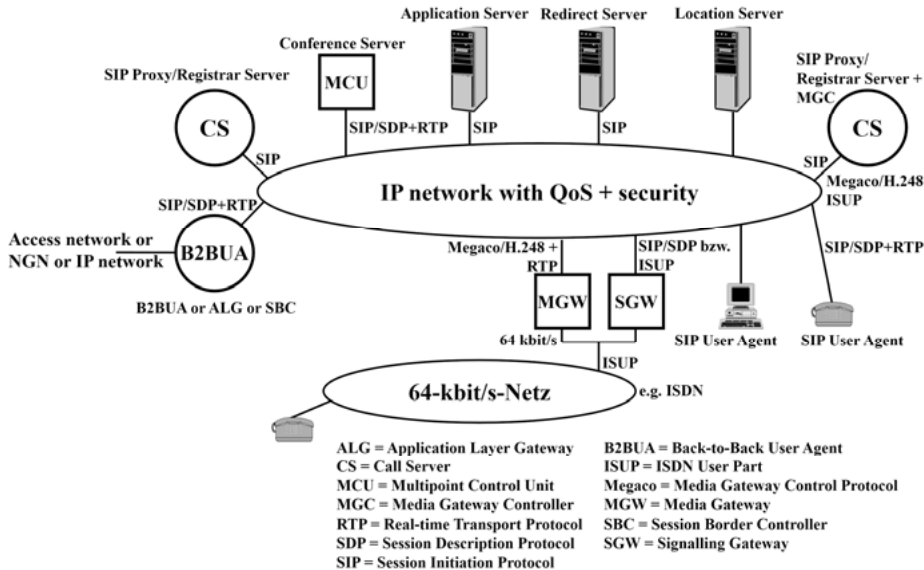 Application Server
Redirect Server
Location Server
Conference Server
SIP Proxy/Registrar Server
SIP Proxy/
Registrar Server +
MGC
MCU
CS
CS
SIP/SDP+RTP
SIP
SIP
SIP
SIP
IP network with QoS + security
Megaco/H.248
ISUP
SIP/SDP+RTP
Access network or
NGN or IP network
B2BUA
B2BUA or ALG or SBC
Megaco/H.248 +
RTP
SIP/SDP bzw.
ISUP
SIP/SDP+RTP
MGW
SGW
64 kbit/s
SIP User Agent
SIP User Agent
ISUP
64-kbit/s-Netz
e.g. ISDN
ALG = Application Layer Gateway
CS = Call Server
MCU = Multipoint Control Unit
MGC = Media Gateway Controller
RTP = Real-time Transport Protocol
SDP = Session Description Protocol
SIP = Session Initiation Protocol
B2BUA = Back-to-Back User Agent
ISUP = ISDN User Part
Megaco = Media Gateway Control Protocol
MGW = Media Gateway
SBC = Session Border Controller
SGW = Signalling Gateway